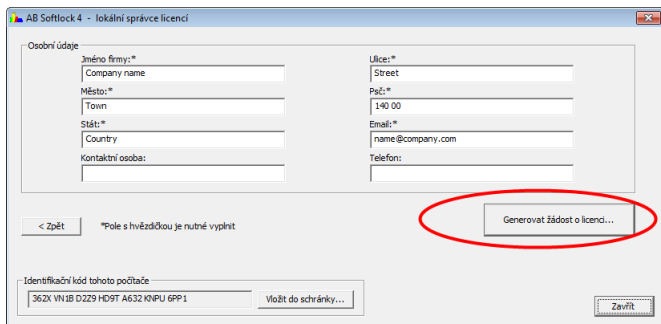 AB Softlock 4 - lokální správce licencí
Osobní údaje
Jméno firmy:* Ulice:*
Company name Street
Město:* Psč:*
Town 140 00
Stát:* Email:*
Country name@company.com
Kontaktní osoba: Telefon:
< Zpět *Pole s hvězdičkou je nutné vyplnit Generovat žádost o licenci...
Identifikační kód tohoto počítače
362X VN1B D2Z9 HD9T A632 KNPU 6PP1 Vložit do schránky... Zavřít